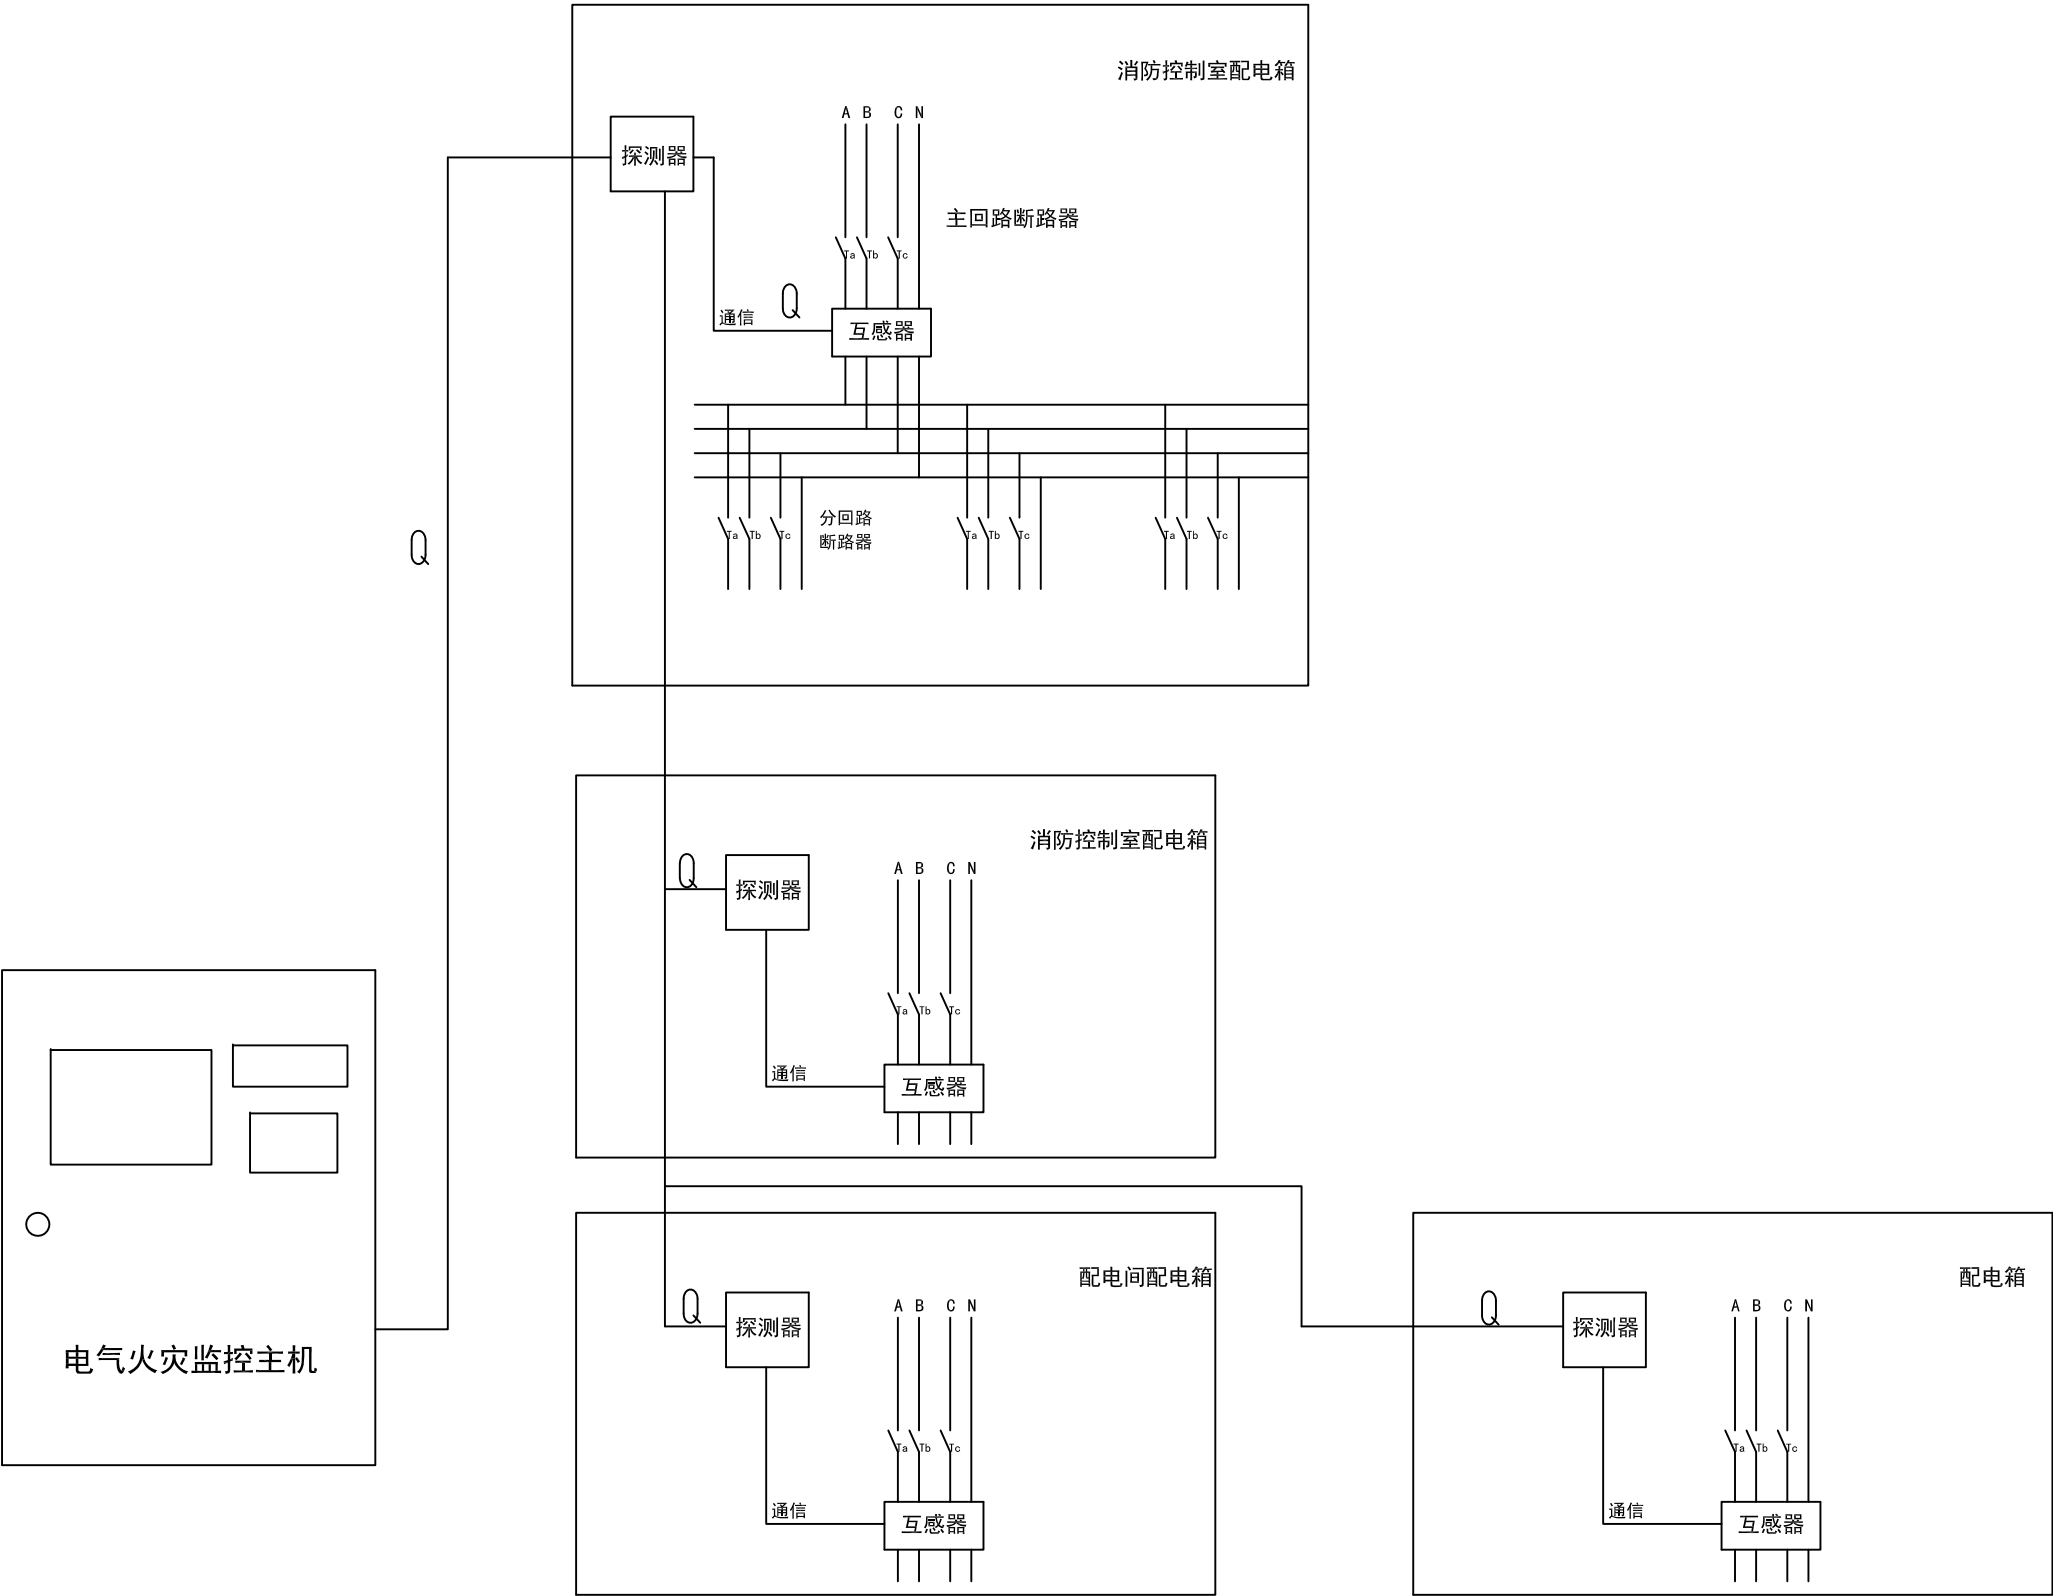 消防控制室配电箱
A B C N
探测器
主回路断路器
Ta Tb Tc
Q
通信
互感器
分回路
断路器
Ta Tb Tc
Ta Tb Tc
Ta Tb Tc
Q
消防控制室配电箱
Q
探测器
A B C N
Ta Tb Tc
通信
互感器
电气火灾监控主机
配电间配电箱
Q
探测器
A B C N
Ta Tb Tc
通信
互感器
配电箱
Q
探测器
A B C N
Ta Tb Tc
通信
互感器